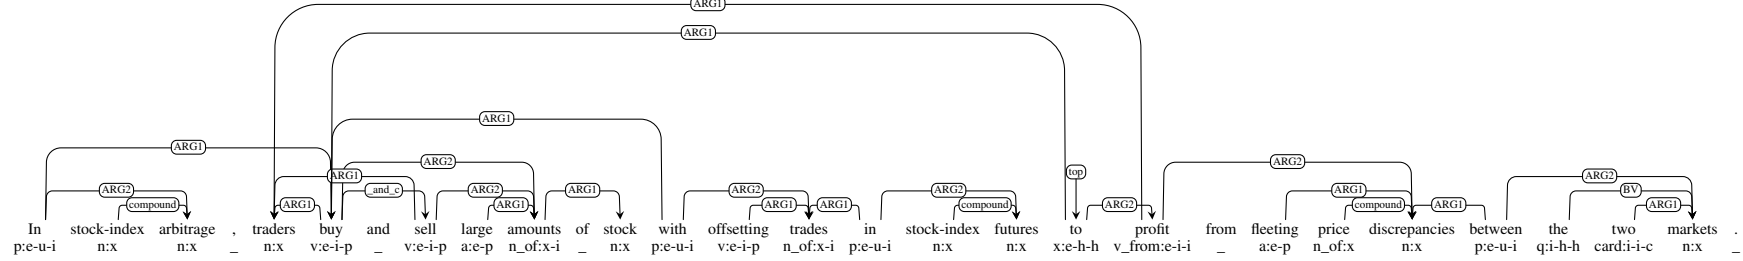 ARG1
ARG1
ARG1
ARG1 ARG2 top ARG2
ARG2 ARG1 _and_c ARG2 ARG1 ARG2 ARG2 ARG1 ARG2 BV
compound ARG1 ARG1 ARG1 ARG1 compound ARG2 compound ARG1 ARG1
In stock-index arbitrage , traders buy and sell large amounts of stock with offsetting trades in stock-index futures to profit from fleeting price discrepancies between the two markets .
p:e-u-i n:x n:x _ n:x v:e-i-p _ v:e-i-p a:e-p n_of:x-i _ n:x p:e-u-i v:e-i-p n_of:x-i p:e-u-i n:x n:x x:e-h-h v_from:e-i-i _ a:e-p n_of:x n:x p:e-u-i q:i-h-h card:i-i-c n:x _